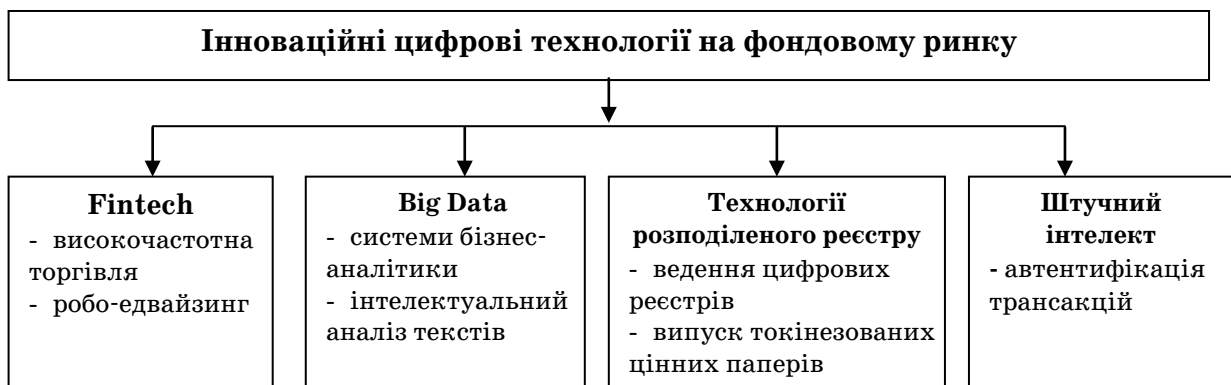 Інноваційні цифрові технології на фондовому ринку
Fintech
- високочастотна
торгівля
- робо-едвайзинг
Big Data
- системи бізнес-
аналітики
- інтелектуальний
аналіз текстів
Технології
розподіленого реєстру
- ведення цифрових
реєстрів
- випуск токінезованих
цінних паперів
Штучний
інтелект
- автентифікація
трансакцій